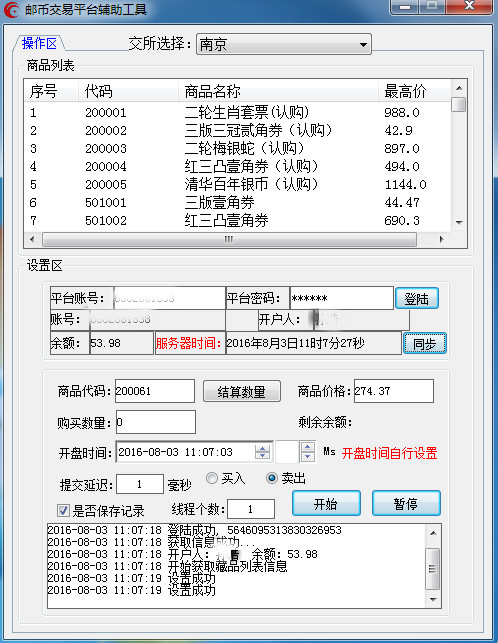 邮币交易平台辅助工具
操作区 交所选择： 南京
商品列表
序号 代码 商品名称 最高价
1 200001 二轮生肖套票(认购) 988.0
2 200002 三版三冠贰角券（认购） 42.9
3 200003 二轮梅银蛇（认购） 897.0
4 200004 红三凸壹角券（认购） 494.0
5 200005 清华百年银币（认购） 1144.0
6 501001 三版壹角券 44.47
7 501002 红三凸壹角券 690.3
设置区
平台账号： 平台密码： ****** 登陆
账号： 开户人：
余额： 53.98 服务器时间： 2016年8月3日11时7分27秒 同步
商品代码： 200061 结算数量 商品价格： 274.37
购买数量： 0 剩余余额：
开盘时间： 2016-08-03 11:07:03 Ms 开盘时间自行设置
提交延迟： 1 毫秒 买入 卖出
是否保存记录 线程个数： 1 开始 暂停
2016-08-03 11:07:18 登陆成功, 5646095313830326953
2016-08-03 11:07:18 获取信息成功...
2016-08-03 11:07:18 开户人： 余额：53.98
2016-08-03 11:07:18 开始获取藏品列表信息
2016-08-03 11:07:19 设置成功
2016-08-03 11:07:19 设置成功